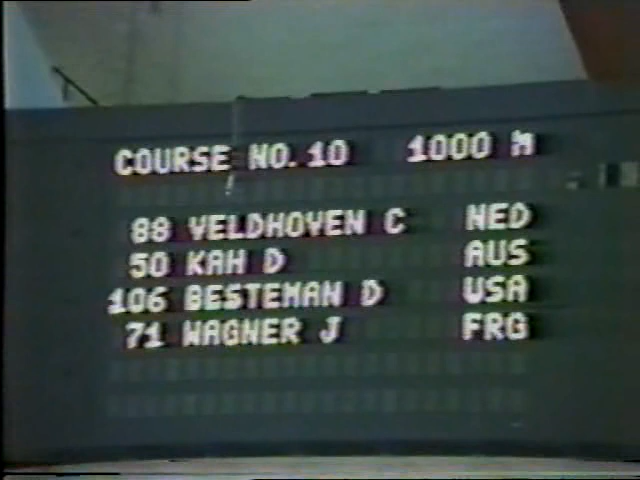 COURSE NO.10 1000 M
88 VELDHOVEN C NED
50 KAH D AUS
106 BESTEMAN D USA
71 WAGNER J FRG